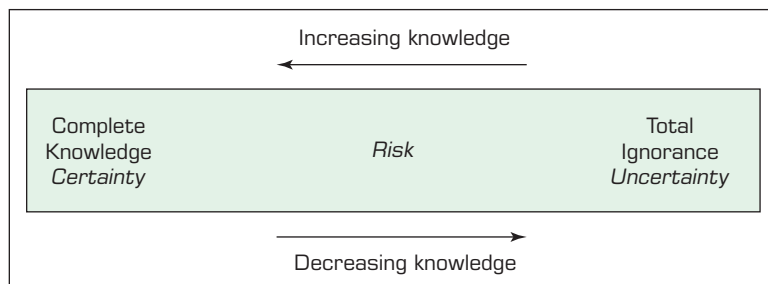 Increasing knowledge
Complete
Knowledge
Certainty
Risk
Total
Ignorance
Uncertainty
Decreasing knowledge